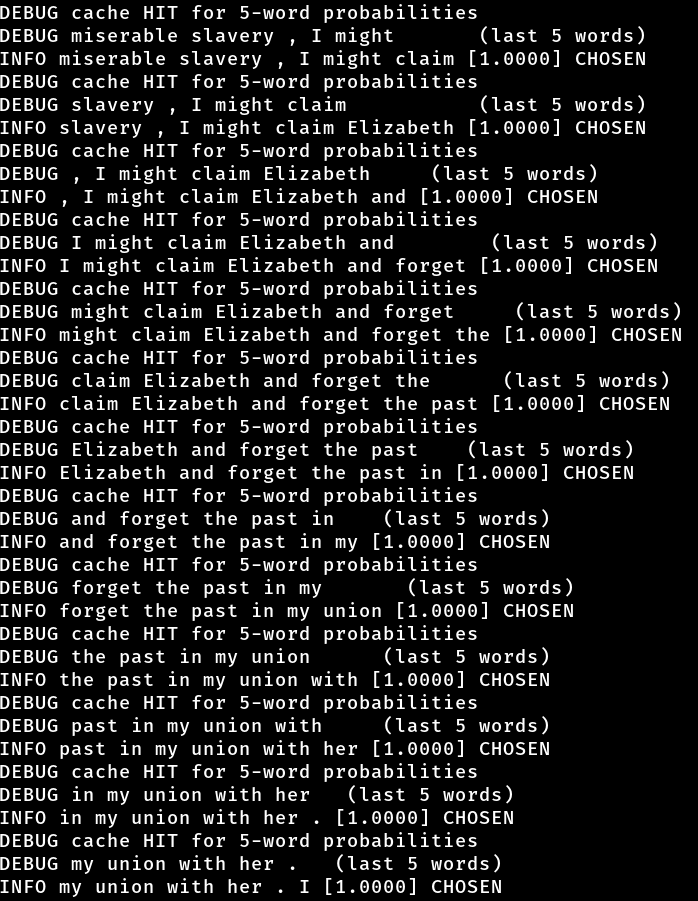 DEBUG cache HIT for 5-word probabilities
DEBUG miserable slavery , I might       (last 5 words)
INFO miserable slavery , I might claim [1.0000] CHOSEN
DEBUG cache HIT for 5-word probabilities
DEBUG slavery , I might claim           (last 5 words)
INFO slavery , I might claim Elizabeth [1.0000] CHOSEN
DEBUG cache HIT for 5-word probabilities
DEBUG , I might claim Elizabeth     (last 5 words)
INFO , I might claim Elizabeth and [1.0000] CHOSEN
DEBUG cache HIT for 5-word probabilities
DEBUG I might claim Elizabeth and        (last 5 words)
INFO I might claim Elizabeth and forget [1.0000] CHOSEN
DEBUG cache HIT for 5-word probabilities
DEBUG might claim Elizabeth and forget     (last 5 words)
INFO might claim Elizabeth and forget the [1.0000] CHOSEN
DEBUG cache HIT for 5-word probabilities
DEBUG claim Elizabeth and forget the      (last 5 words)
INFO claim Elizabeth and forget the past [1.0000] CHOSEN
DEBUG cache HIT for 5-word probabilities
DEBUG Elizabeth and forget the past    (last 5 words)
INFO Elizabeth and forget the past in [1.0000] CHOSEN
DEBUG cache HIT for 5-word probabilities
DEBUG and forget the past in    (last 5 words)
INFO and forget the past in my [1.0000] CHOSEN
DEBUG cache HIT for 5-word probabilities
DEBUG forget the past in my       (last 5 words)
INFO forget the past in my union [1.0000] CHOSEN
DEBUG cache HIT for 5-word probabilities
DEBUG the past in my union      (last 5 words)
INFO the past in my union with [1.0000] CHOSEN
DEBUG cache HIT for 5-word probabilities
DEBUG past in my union with     (last 5 words)
INFO past in my union with her [1.0000] CHOSEN
DEBUG cache HIT for 5-word probabilities
DEBUG in my union with her   (last 5 words)
INFO in my union with her . [1.0000] CHOSEN
DEBUG cache HIT for 5-word probabilities
DEBUG my union with her .   (last 5 words)
INFO my union with her . I [1.0000] CHOSEN